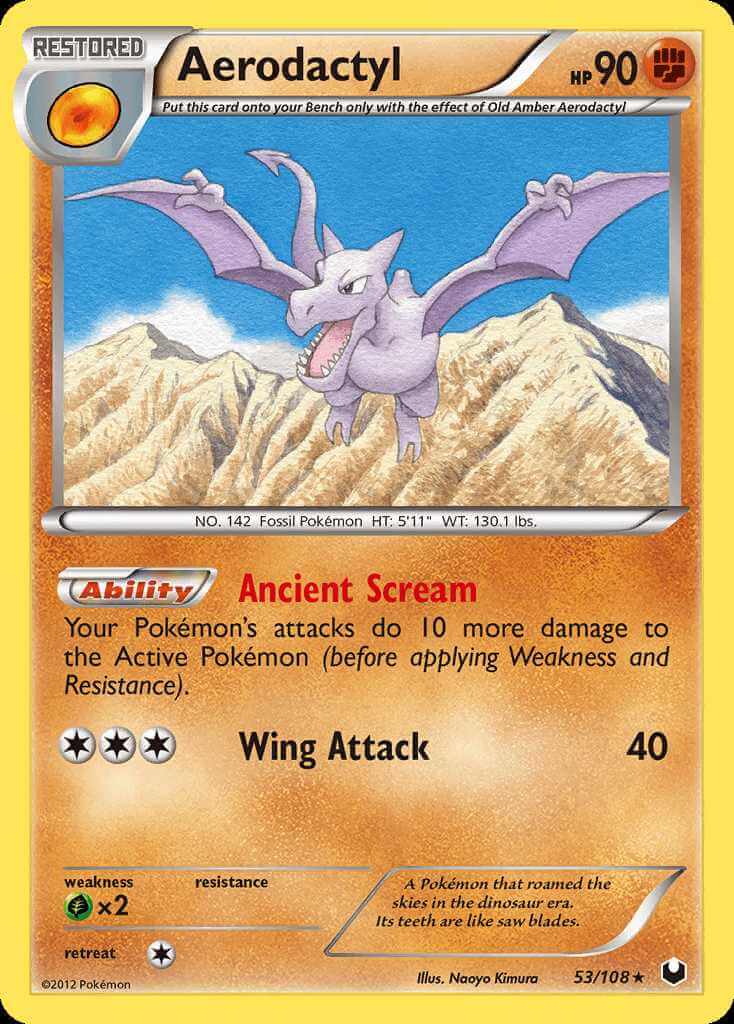 RESTORED
Aerodactyl
HP 90
Put this card onto your Bench only with the effect of Old Amber Aerodactyl
NO. 142 Fossil Pokémon HT: 5'11" WT: 130.1 lbs.
Ability Ancient Scream
Your Pokémon's attacks do 10 more damage to
the Active Pokémon (before applying Weakness and
Resistance).
Wing Attack 40
weakness resistance
×2
retreat
A Pokémon that roamed the
skies in the dinosaur era.
Its teeth are like saw blades.
Illus. Naoyo Kimura 53/108★
©2012 Pokémon